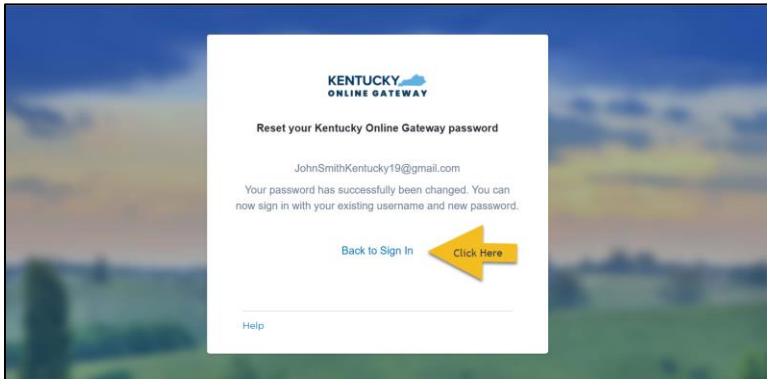 KENTUCKY
ONLINE GATEWAY
Reset your Kentucky Online Gateway password
JohnSmithKentucky19@gmail.com
Your password has successfully been changed. You can
now sign in with your existing username and new password.
Back to Sign In
Click Here
Help